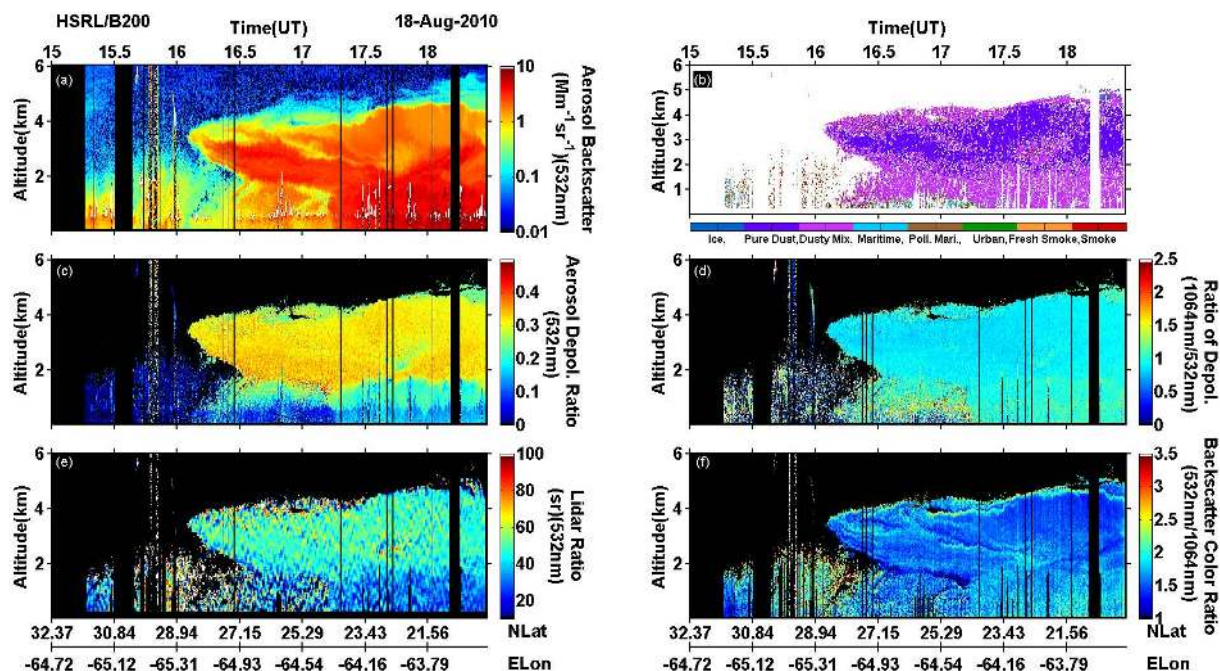 HSRL/B200 Time(UT) 18-Aug-2010
15 15.5 16 16.5 17 17.5 18
(a)
6
4
2
Altitude(km)
10
1
0.1
0.01
Aerosol Backscatter
(Mm-1sr-1)(532nm)
Time(UT)
15 15.5 16 16.5 17 17.5 18
(b)
6
5
4
3
2
1
Altitude(km)
Ice, Pure Dust, Dusty Mix. Maritime, Poll. Mari., Urban, Fresh Smoke, Smoke
(c)
6
4
2
Altitude(km)
0.4
0.3
0.2
0.1
0
Aerosol Depol. Ratio
(532nm)
(d)
6
4
2
Altitude(km)
2.5
2
1.5
1
0.5
0
Ratio of Depol.
(1064nm/532nm)
(e)
6
4
2
Altitude(km)
100
80
60
40
20
Lidar Ratio
(sr)(532nm)
32.37 30.84 28.94 27.15 25.29 23.43 21.56 NLat
-64.72 -65.12 -65.31 -64.93 -64.54 -64.16 -63.79 ELon
(f)
6
4
2
Altitude(km)
3.5
3
2.5
2
1.5
1
Backscatter Color Ratio
(532nm/1064nm)
32.37 30.84 28.94 27.15 25.29 23.43 21.56 NLat
-64.72 -65.12 -65.31 -64.93 -64.54 -64.16 -63.79 ELon